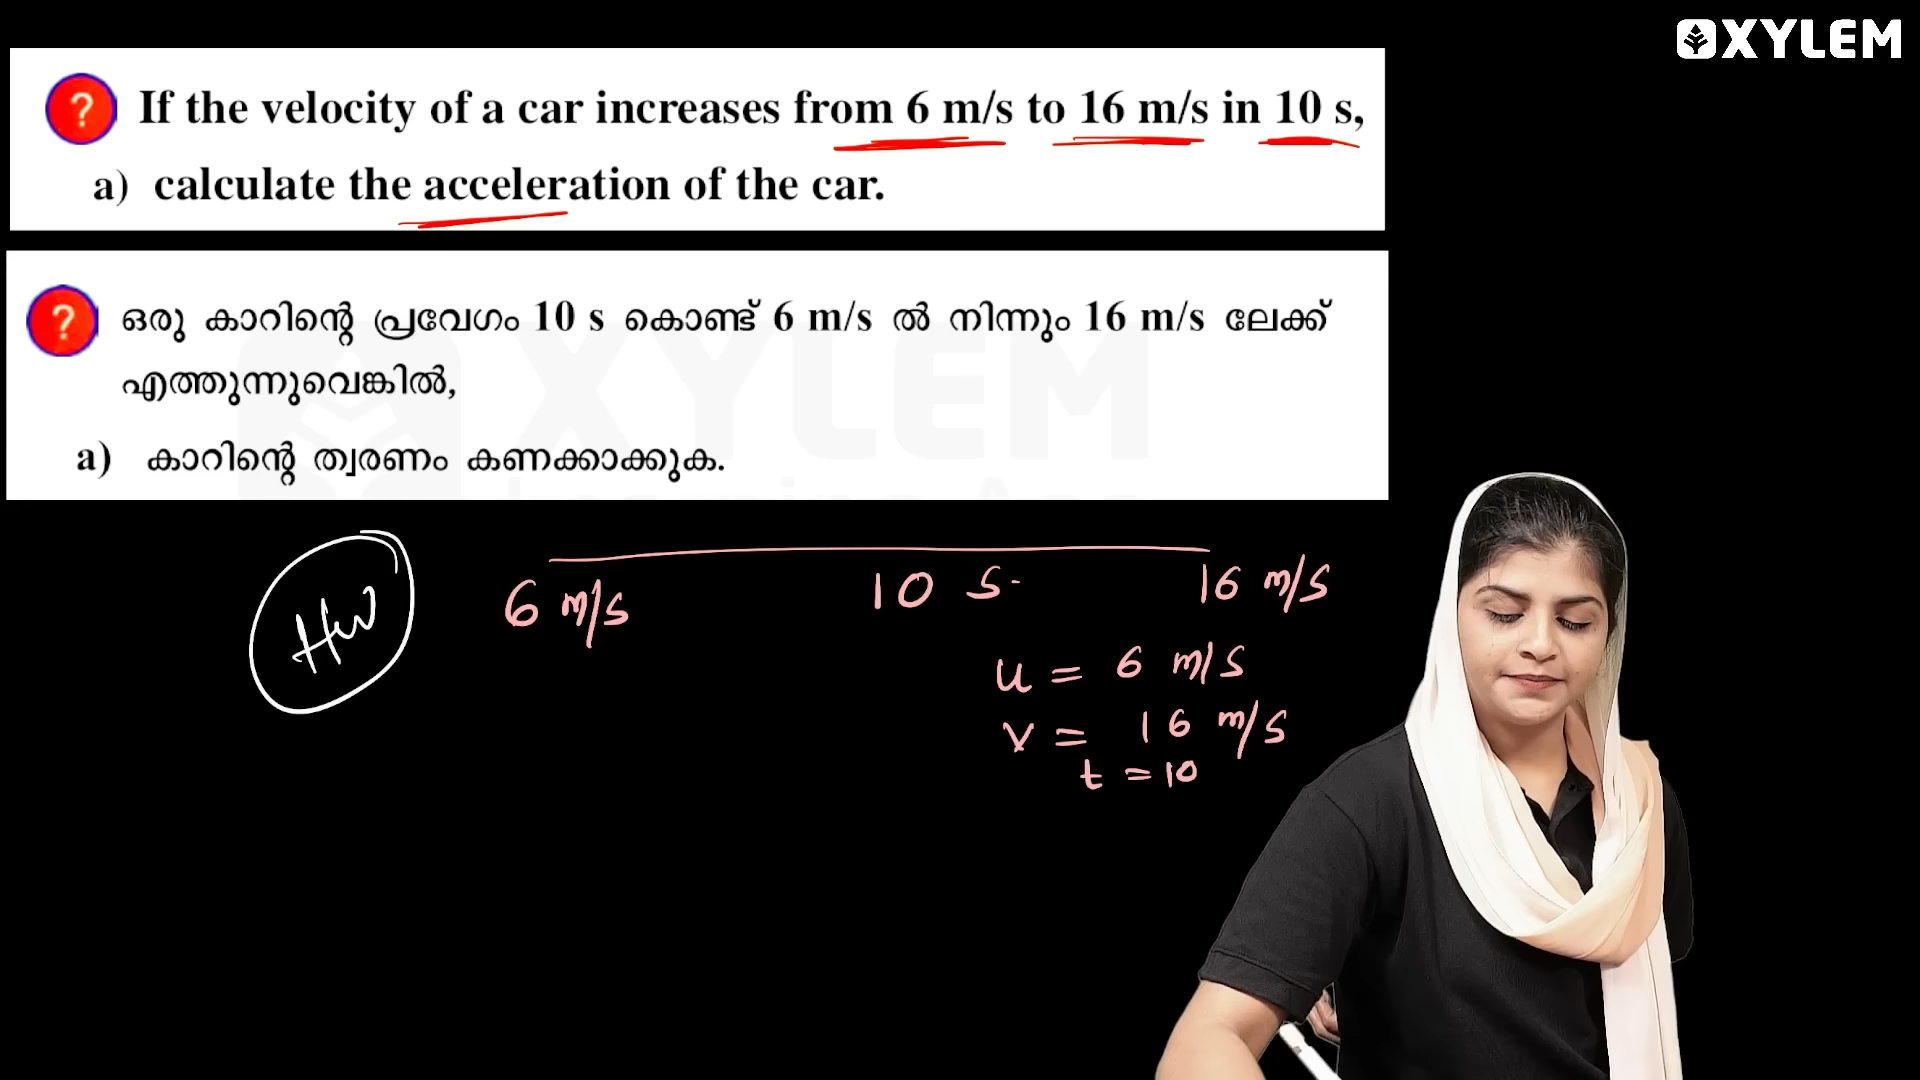 XYLEM
? If the velocity of a car increases from 6 m/s to 16 m/s in 10 s,
a) calculate the acceleration of the car.
? ഒരു കാറിന്റെ പ്രവേഗം 10 s കൊണ്ട് 6 m/s ൽ നിന്നും 16 m/s ലേക്ക്
എത്തുന്നുവെങ്കിൽ,
a) കാറിന്റെ ത്വരണം കണക്കാക്കുക.
XYLEM
HW
6 m/s 10 s 16 m/s
u = 6 m/s
v = 16 m/s
t = 10